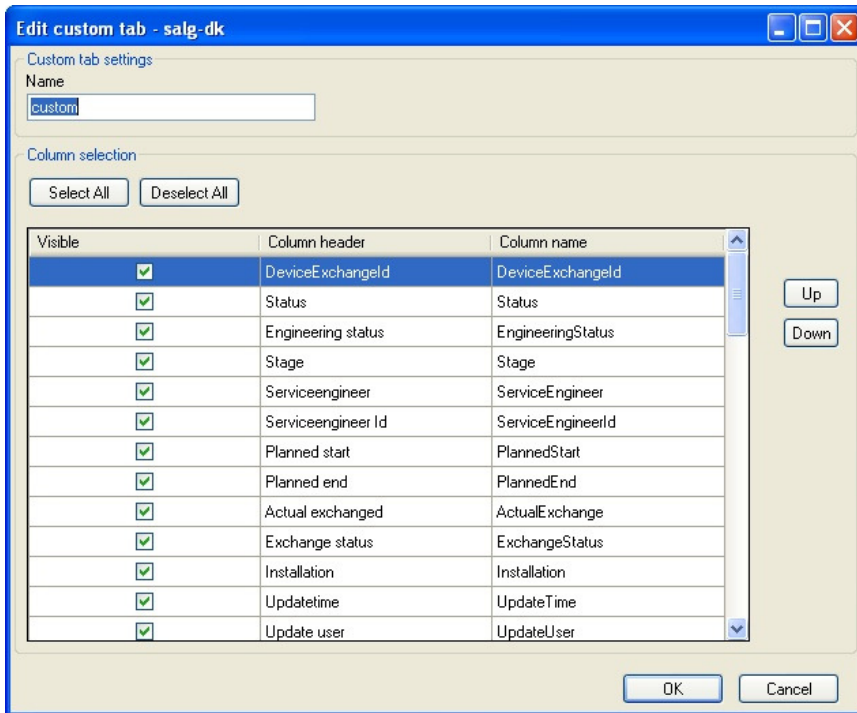 Edit custom tab - salg-dk
Custom tab settings
Name
custom
Column selection
Select All Deselect All
Visible Column header Column name
DeviceExchangeId DeviceExchangeId
Status Status
Engineering status EngineeringStatus
Stage Stage
Serviceengineer ServiceEngineer
Serviceengineer Id ServiceEngineerId
Planned start PlannedStart
Planned end PlannedEnd
Actual exchanged ActualExchange
Exchange status ExchangeStatus
Installation Installation
Updatetime UpdateTime
Update user UpdateUser
Up
Down
OK Cancel